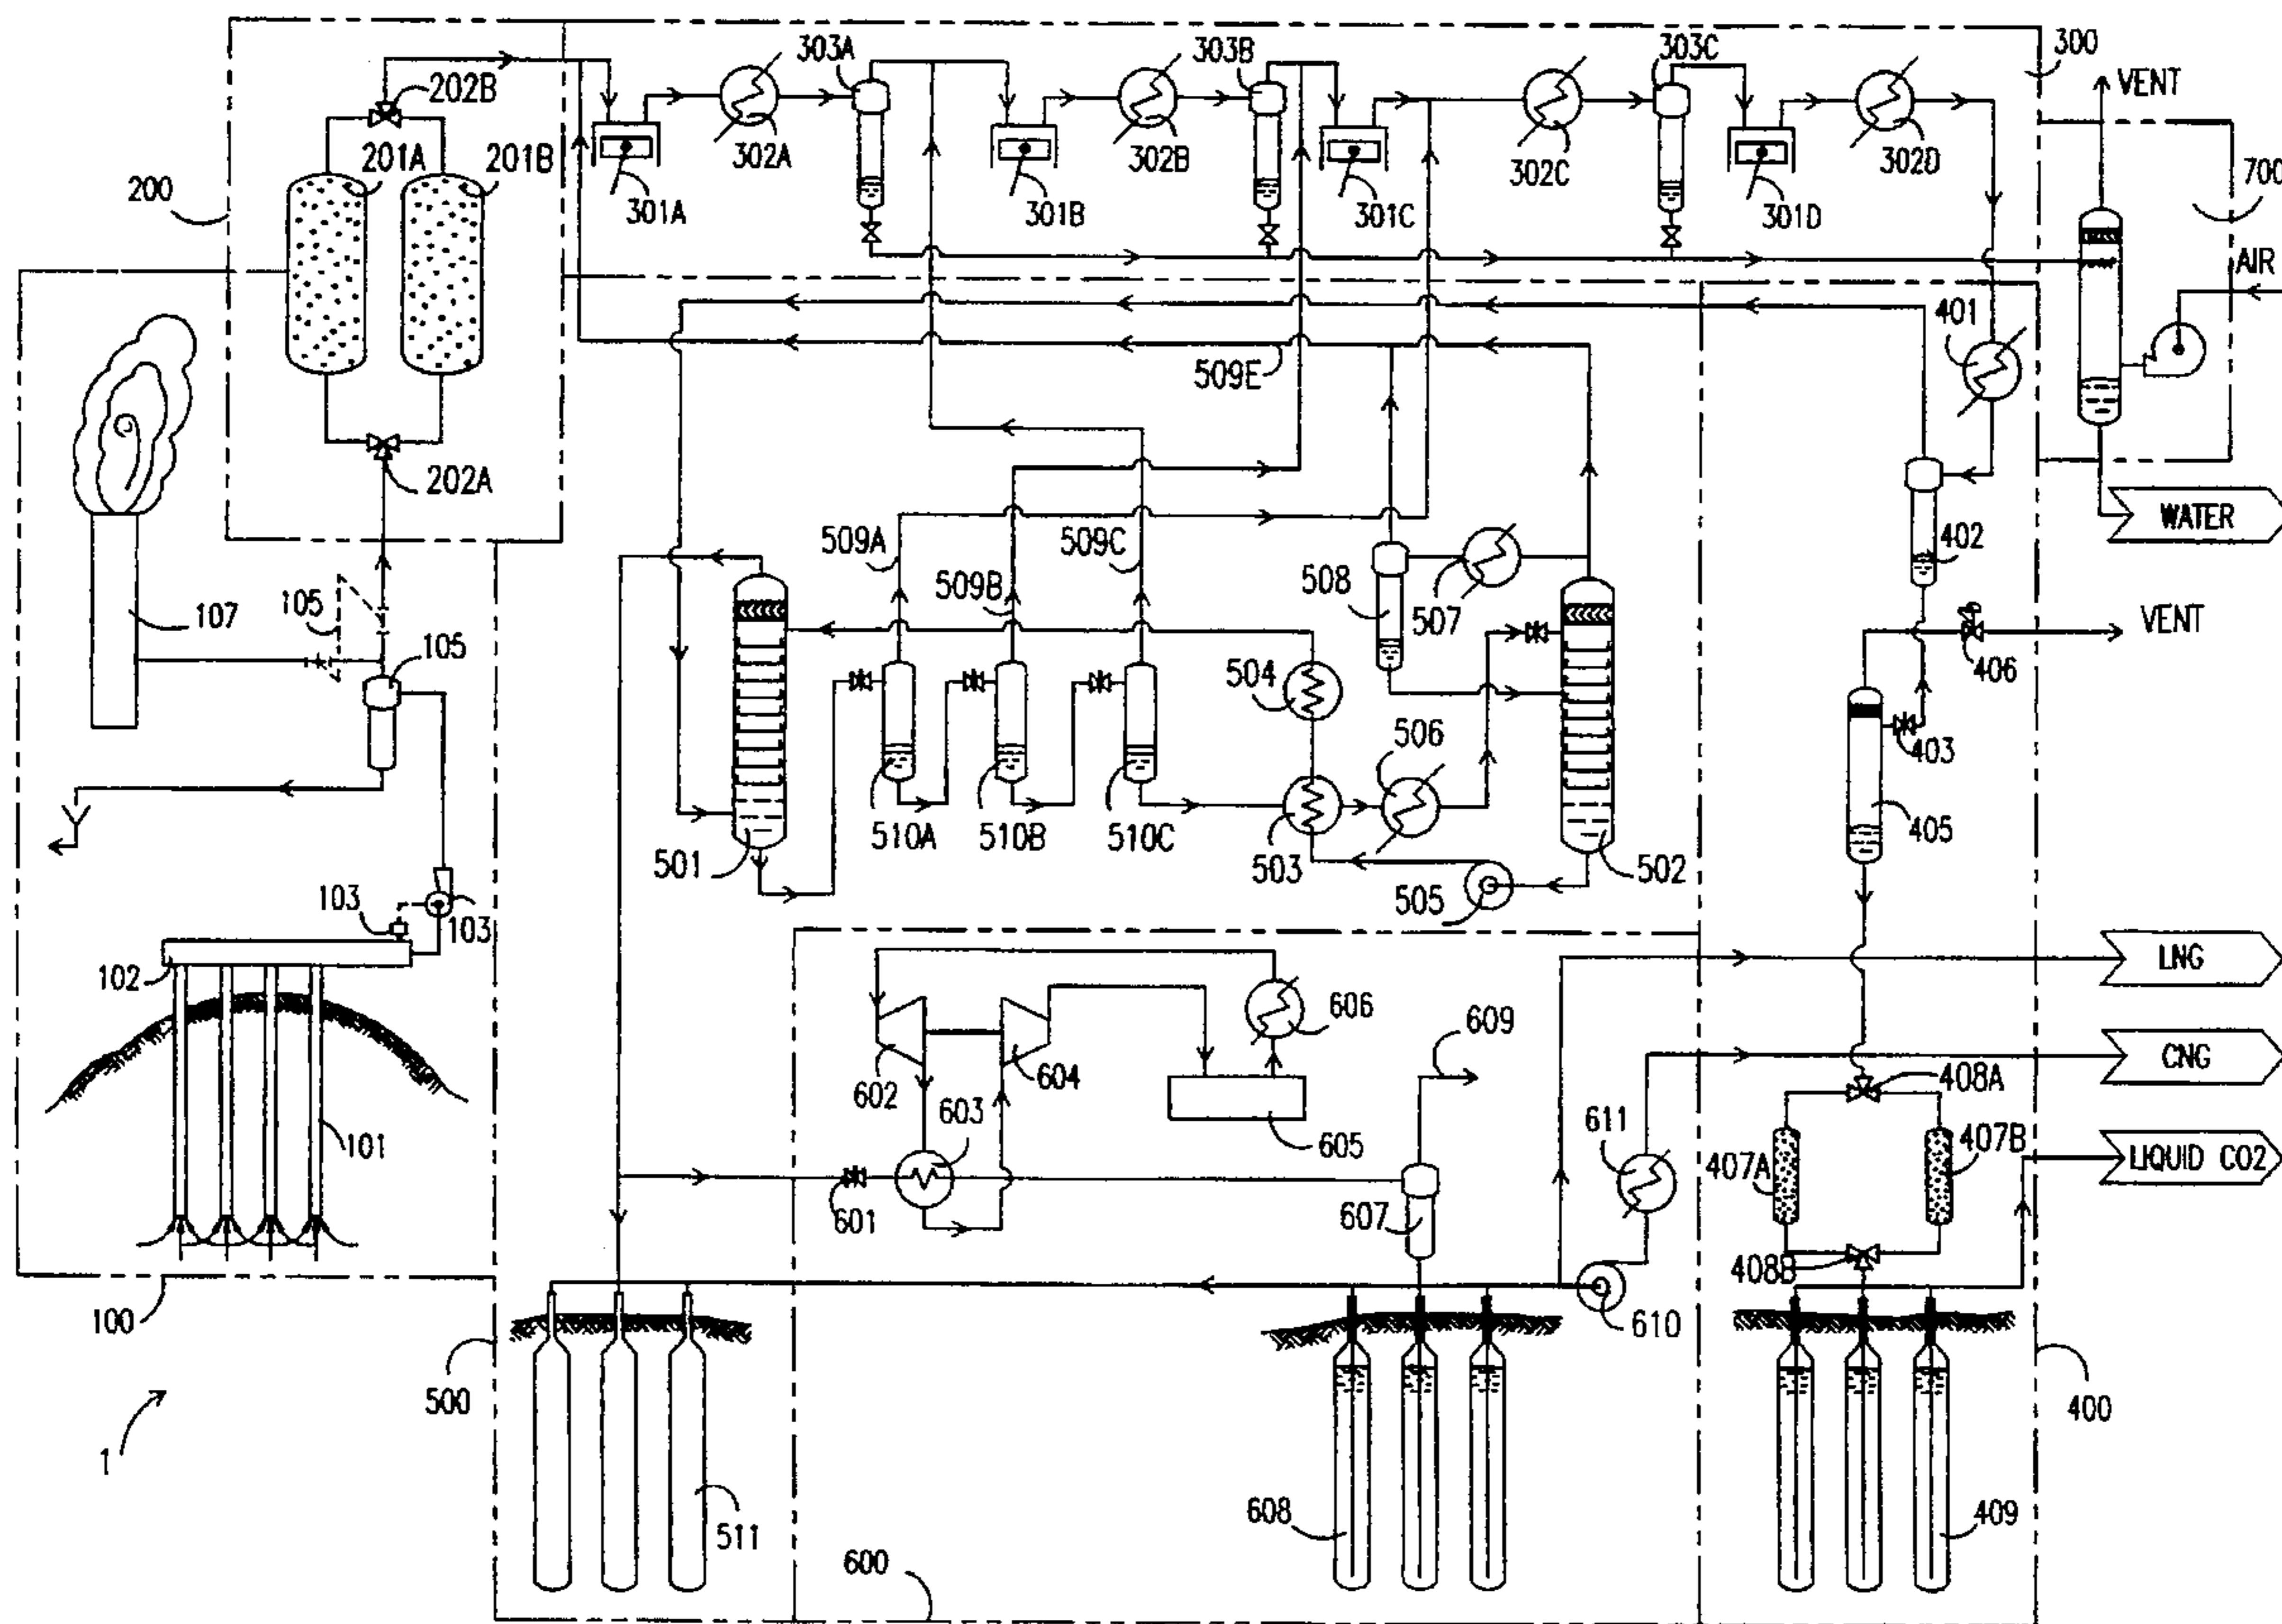 303A
303B
303C
300
VENT
202B
201A
201B
302A
302B
302C
302D
700
200
301A
301B
301C
301D
AIR
401
509E
202A
WATER
509A
509C
402
508
507
105
509B
107
105
VENT
406
504
506
403
510A
510B
510C
405
501
503
502
505
103
103
102
LNG
606
609
602
604
CNG
603
408A
611
605
101
407A
407B
LIQUID CO2
601
607
408B
100
610
500
400
1
511
608
409
600